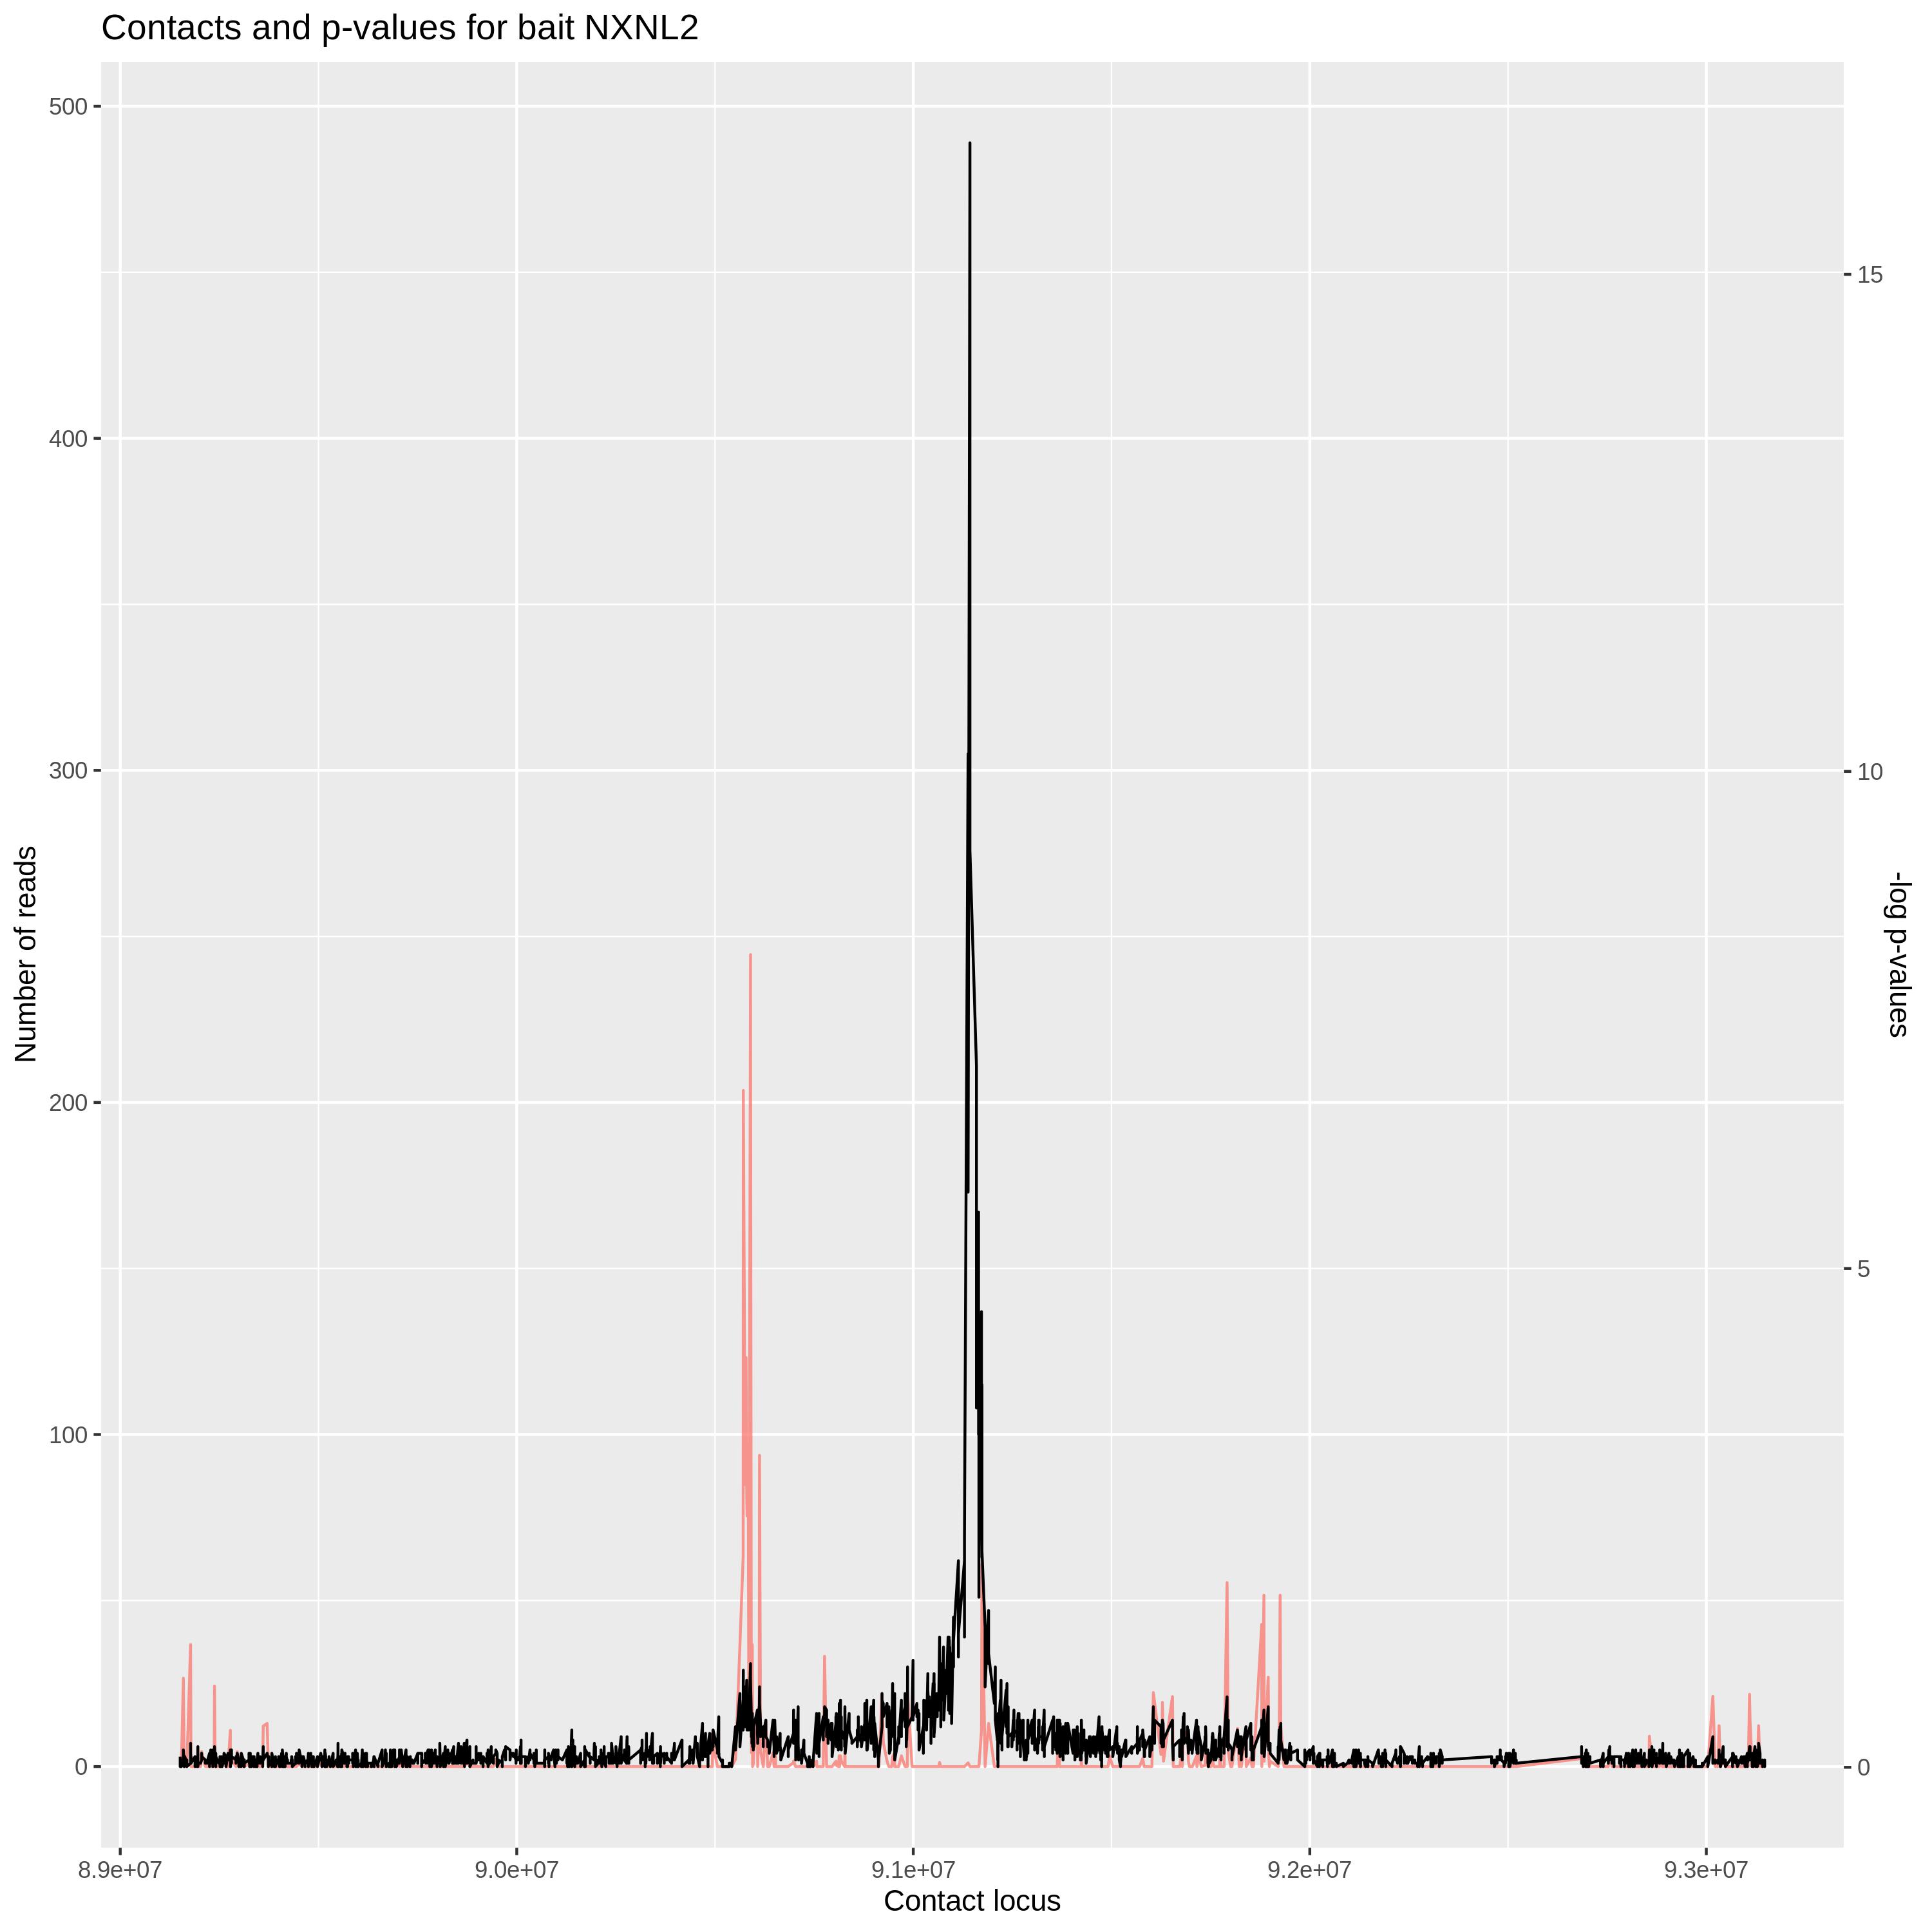 Contacts and p-values for bait NXNL2
500
400
300
200
100
0
Number of reads
15
10
5
0
-log p-values
8.9e+07 9.0e+07 9.1e+07 9.2e+07 9.3e+07
Contact locus